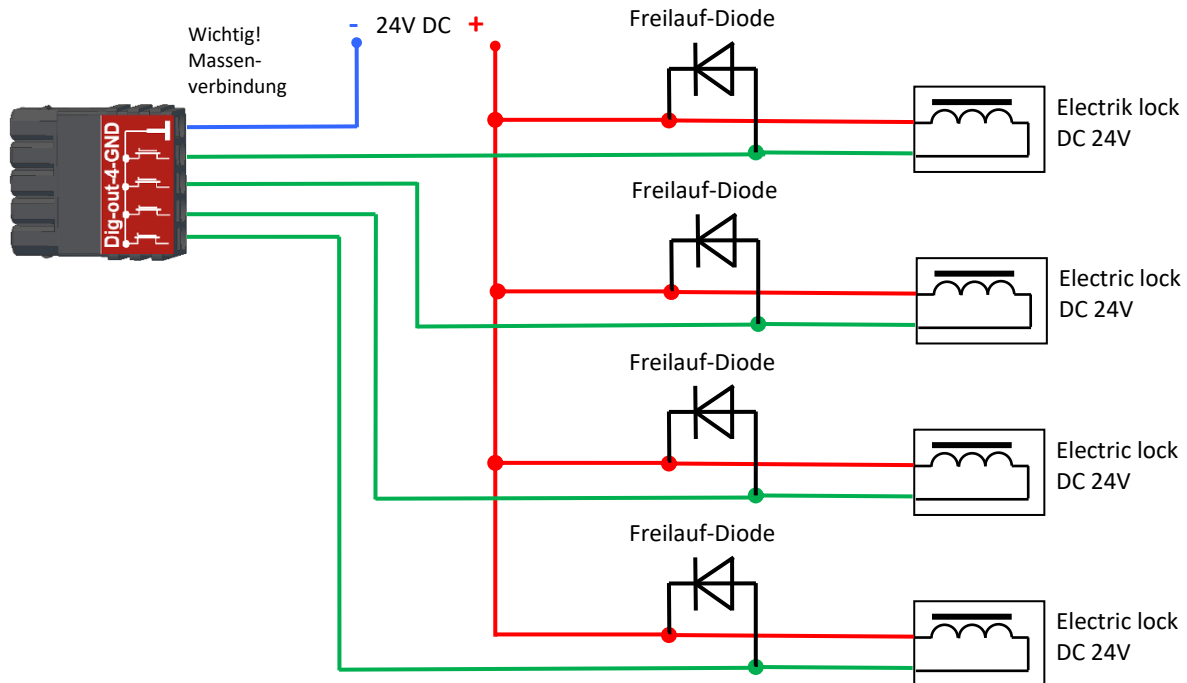 Freilauf-Diode
- 24V DC +
Wichtig!
Massen-
verbindung
Dig-out-4-GND
Electrik lock
DC 24V
Freilauf-Diode
Electric lock
DC 24V
Freilauf-Diode
Electric lock
DC 24V
Freilauf-Diode
Electric lock
DC 24V